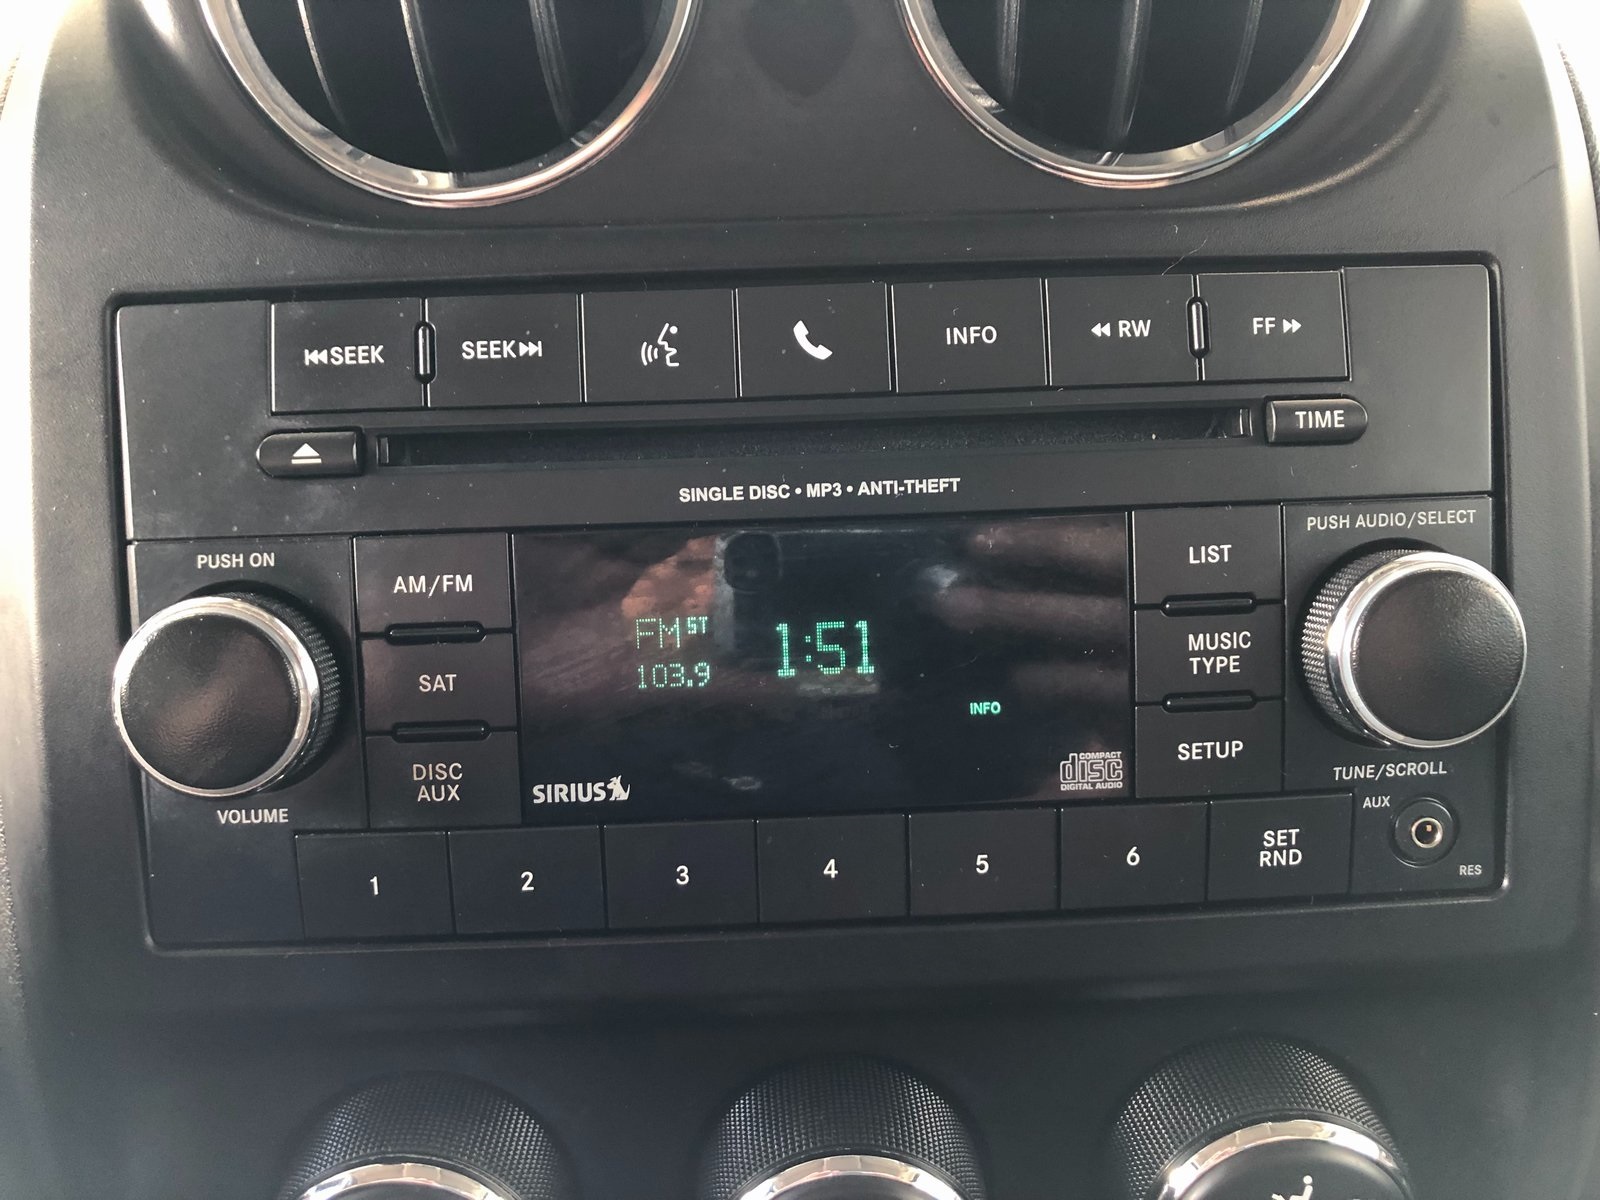 SEEK
SEEK
INFO
RW
FF
TIME
SINGLE DISC • MP3 • ANTI-THEFT
PUSH ON
VOLUME
AM/FM
SAT
DISC
AUX
FM ST
103.9
1:51
INFO
SIRIUS
COMPACT
disc
DIGITAL AUDIO
LIST
MUSIC
TYPE
SETUP
PUSH AUDIO/SELECT
TUNE/SCROLL
AUX
RES
1
2
3
4
5
6
SET
RND